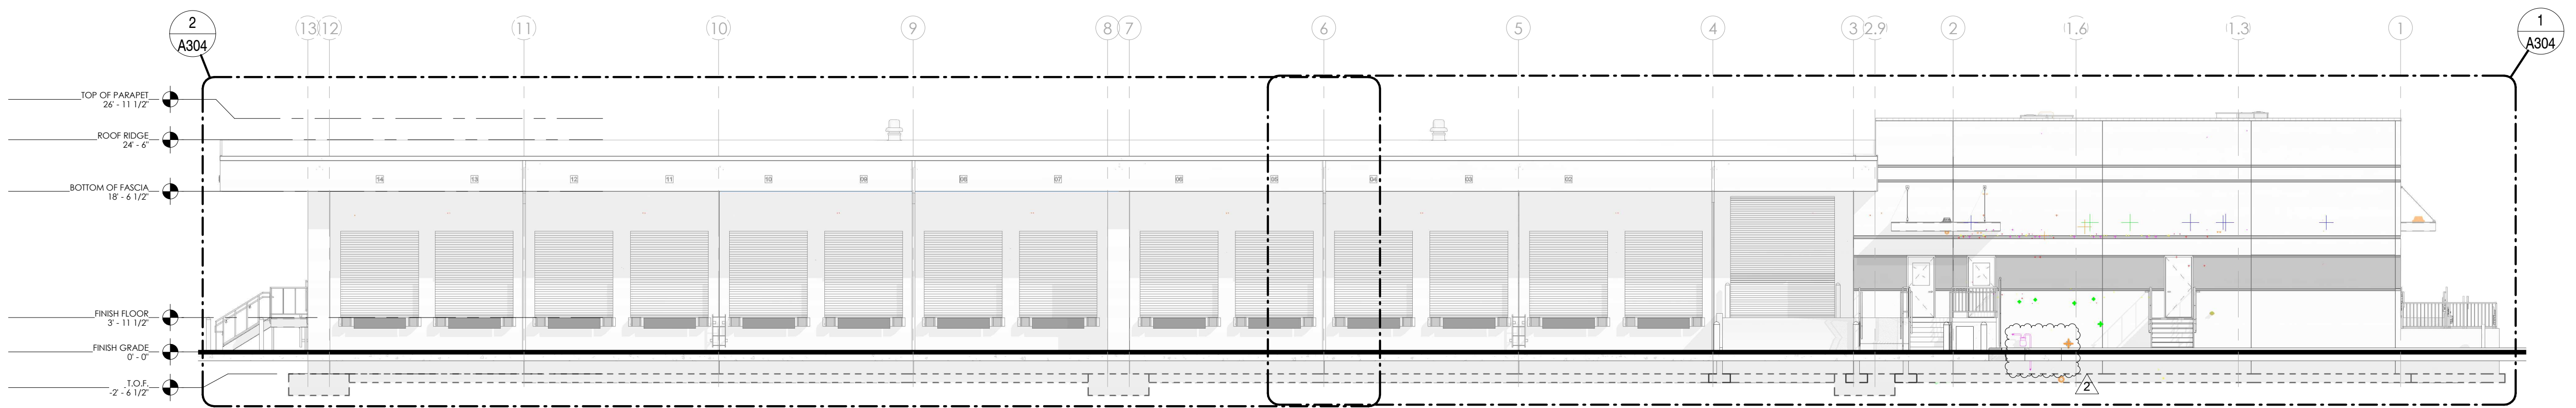 2
A304
13
12
11
10
9
8
7
6
5
4
3
2.9
2
1.6
1.3
1
1
A304
TOP OF PARAPET
26' - 11 1/2"
ROOF RIDGE
24' - 6"
BOTTOM OF FASCIA
18' - 6 1/2"
14
13
12
11
10
09
08
07
06
05
04
03
02
FINISH FLOOR
3' - 11 1/2"
FINISH GRADE
0' - 0"
T.O.F.
-2' - 6 1/2"
2